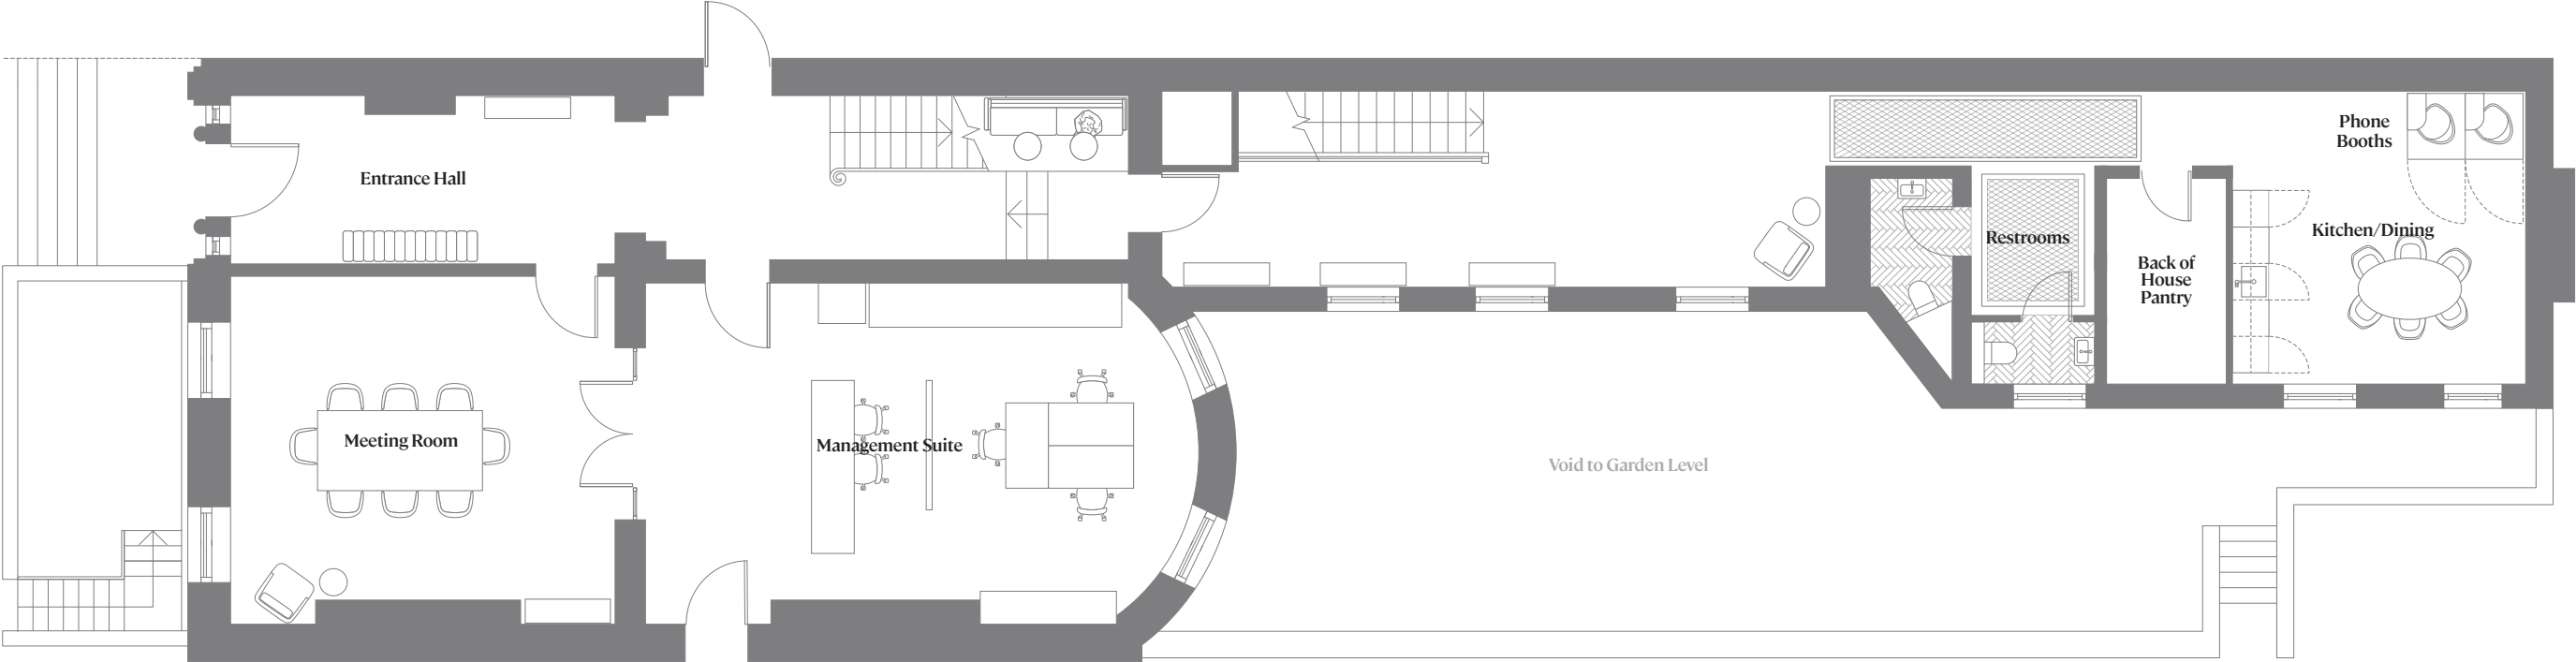 Entrance Hall
Meeting Room
Management Suite
Void to Garden Level
Restrooms
Back of
House
Pantry
Phone
Booths
Kitchen/Dining